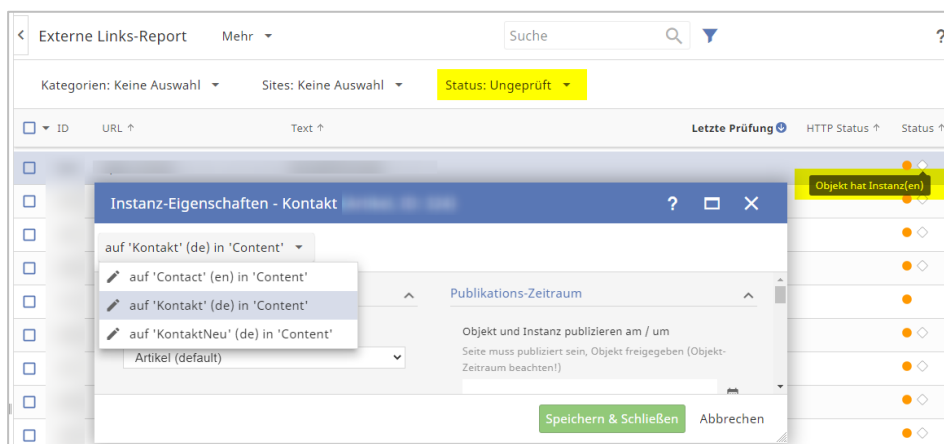 Externe Links-Report Mehr Suche ?
Kategorien: Keine Auswahl Sites: Keine Auswahl Status: Ungeprüft
ID URL ↑ Text ↑ Letzte Prüfung HTTP Status ↑ Status ↑
Objekt hat Instanz(en)
Instanz-Eigenschaften - Kontakt ?
auf 'Kontakt' (de) in 'Content'
auf 'Contact' (en) in 'Content'
auf 'Kontakt' (de) in 'Content'
auf 'KontaktNeu' (de) in 'Content'
Artikel (default)
Publikations-Zeitraum
Objekt und Instanz publizieren am / um
Seite muss publiziert sein, Objekt freigegeben (Objekt-
Zeitraum beachten!)
Speichern & Schließen Abbrechen